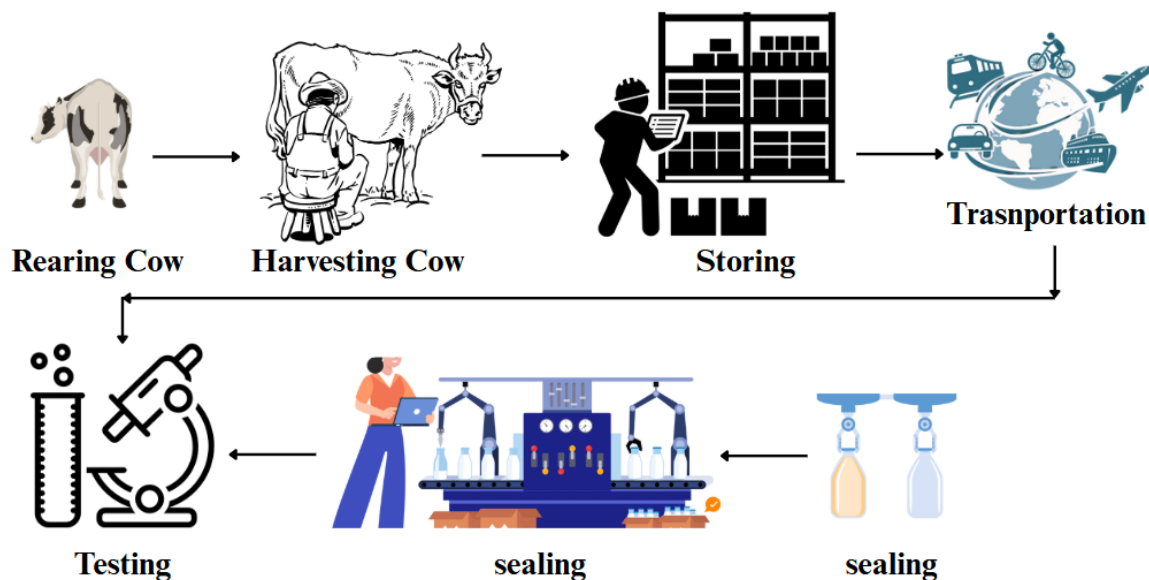 Rearing Cow
Harvesting Cow
Storing
Trasnportation
Testing
sealing
sealing